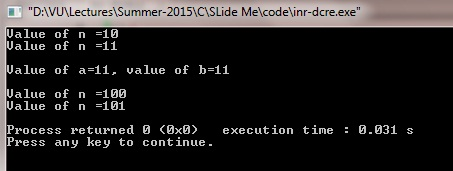 "D:\VU\Lectures\Summer-2015\C\SLide Me\code\inr-dcre.exe"
Value of n =10
Value of n =11
Value of a=11, value of b=11
Value of n =100
Value of n =101
Process returned 0 (0x0)   execution time : 0.031 s
Press any key to continue.